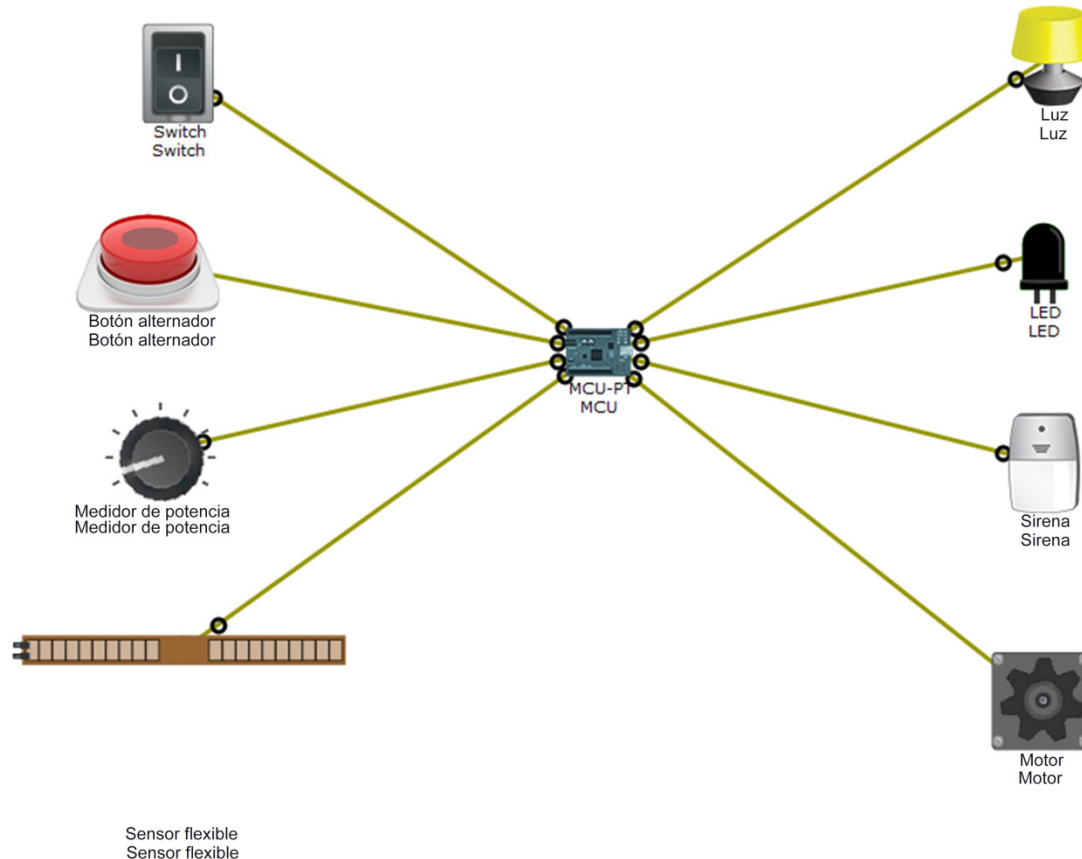 Switch
Switch
Luz
Luz
Botón alternador
Botón alternador
LED
LED
MCU-PT
MCU
Medidor de potencia
Medidor de potencia
Sirena
Sirena
Motor
Motor
Sensor flexible
Sensor flexible